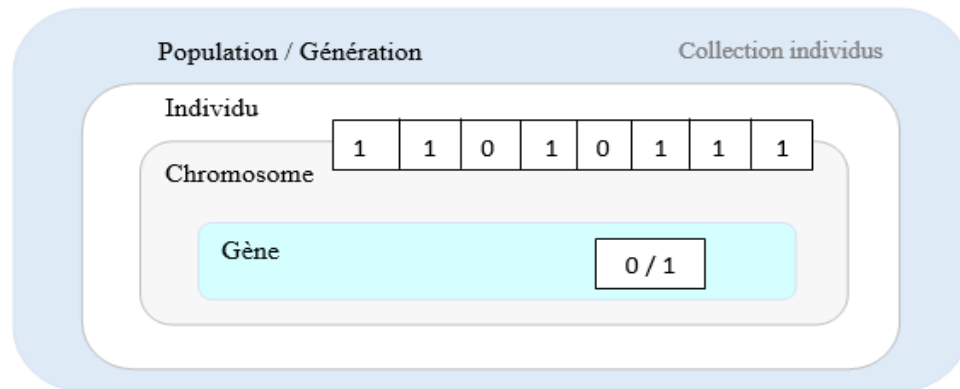 Population / Génération Collection individus
Individu
1 1 0 1 0 1 1 1
Chromosome
Gène
0 / 1